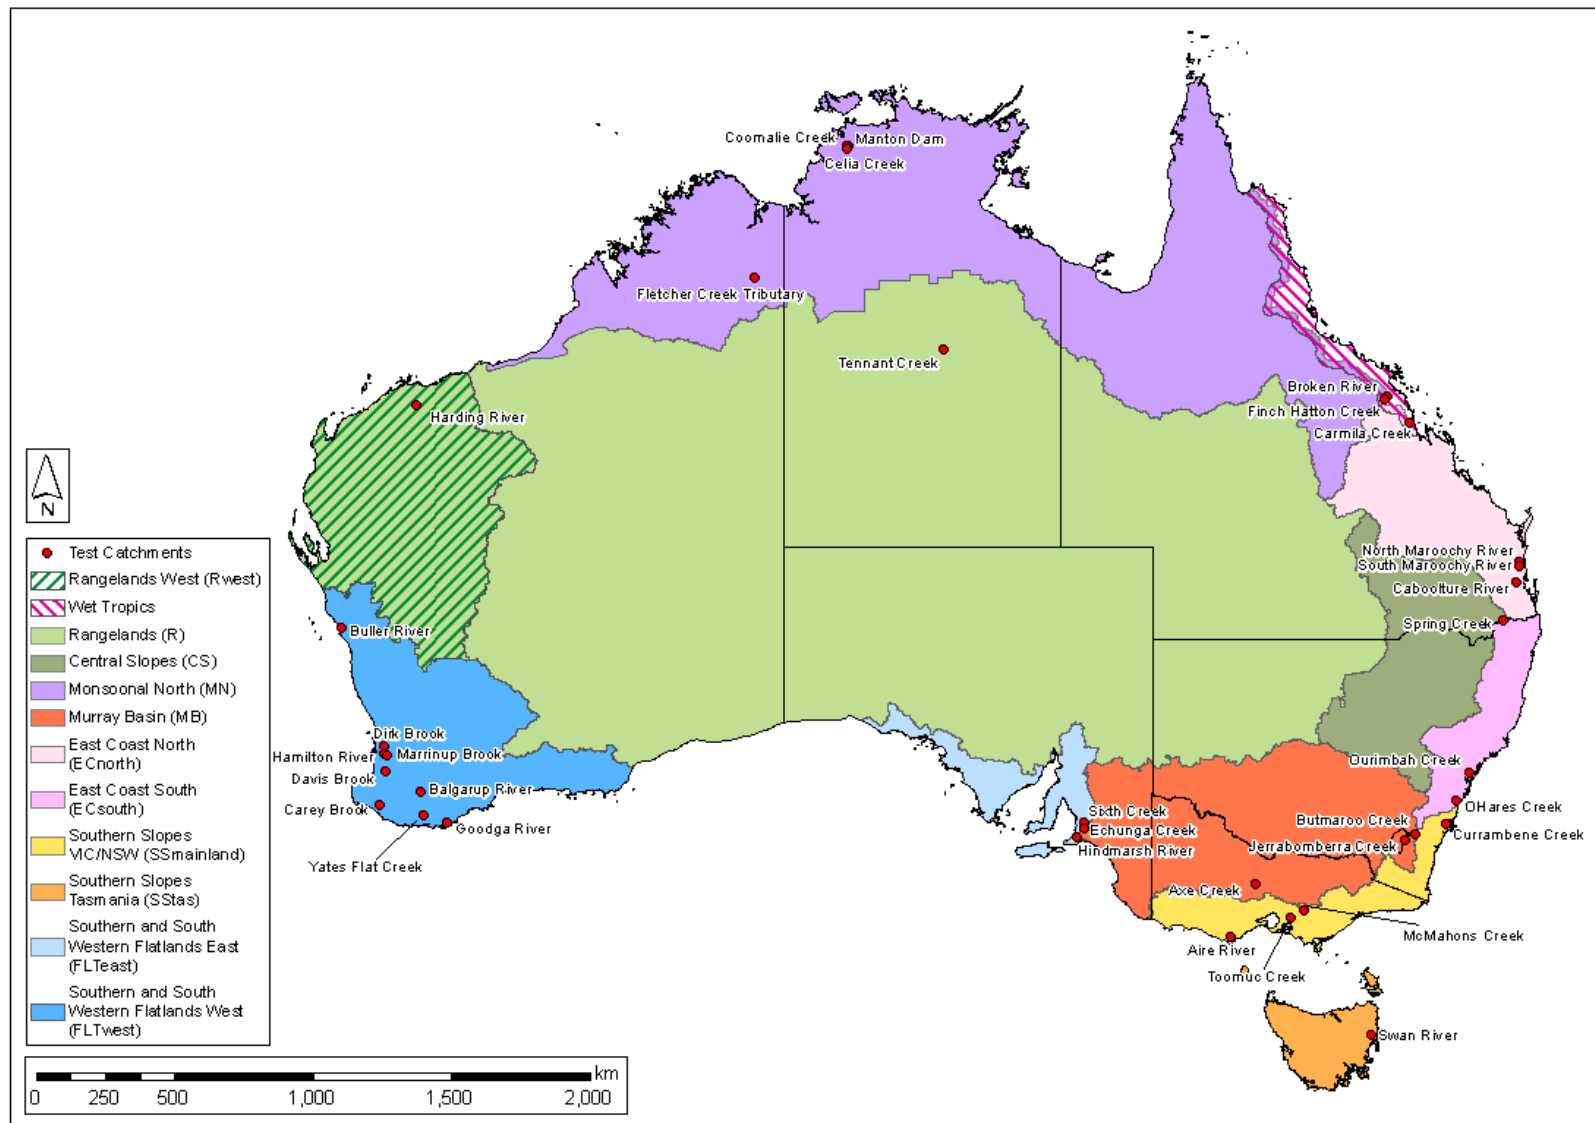 Coomalie Creek
Manton Dam
Celia Creek
Fletcher Creek Tributary
Tennant Creek
Harding River
Broken River
Finch Hatton Creek
Carmila Creek
North Maroochy River
South Maroochy River
Caboolture River
Spring Creek
Buller River
Dirk Brook
Hamilton River
Marrinup Brook
Davis Brook
Balgarup River
Carey Brook
Goodga River
Yates Flat Creek
Ourimbah Creek
OHares Creek
Sixth Creek
Echunga Creek
Hindmarsh River
Butmaroo Creek
Currambene Creek
Jerrabomberra Creek
Axe Creek
McMahons Creek
Aire River
Toomuc Creek
Swan River
N
Test Catchments
Rangelands West (Rwest)
Wet Tropics
Rangelands (R)
Central Slopes (CS)
Monsoonal North (MN)
Murray Basin (MB)
East Coast North
(ECnorth)
East Coast South
(ECsouth)
Southern Slopes
VIC/NSW (SSmainland)
Southern Slopes
Tasmania (SStas)
Southern and South
Western Flatlands East
(FLTeast)
Southern and South
Western Flatlands West
(FLTwest)
km
0 250 500 1,000 1,500 2,000